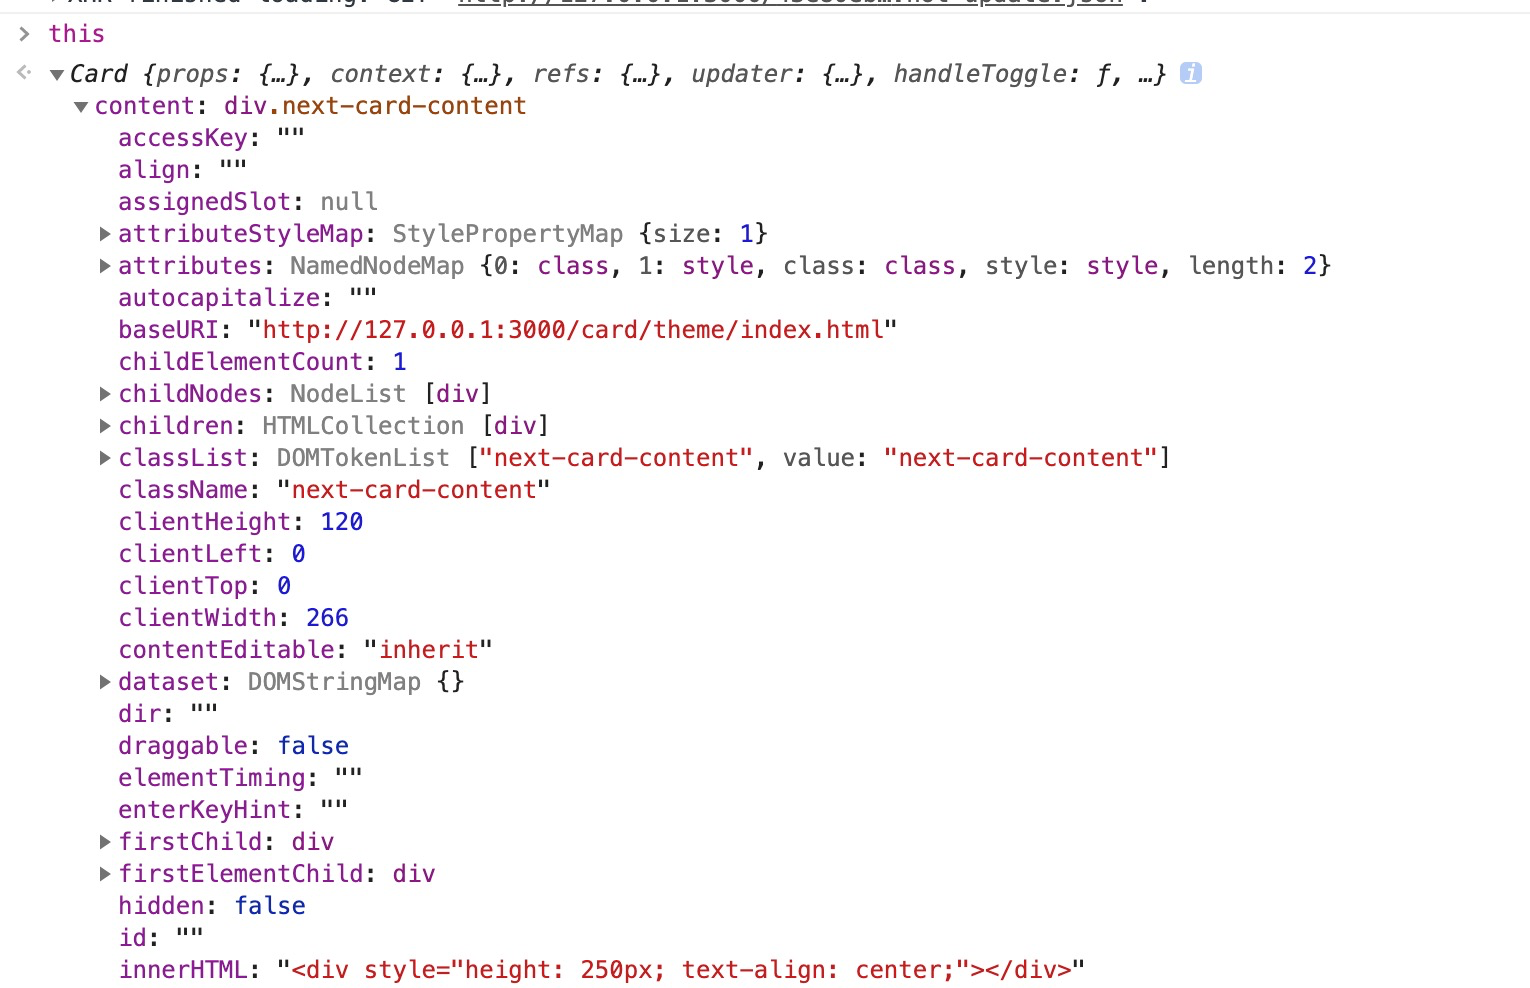 this
Card {props: {…}, context: {…}, refs: {…}, updater: {…}, handleToggle: ƒ, …} i
content: div.next-card-content
accessKey: ""
align: ""
assignedSlot: null
attributeStyleMap: StylePropertyMap {size: 1}
attributes: NamedNodeMap {0: class, 1: style, class: class, style: style, length: 2}
autocapitalize: ""
baseURI: "http://127.0.0.1:3000/card/theme/index.html"
childElementCount: 1
childNodes: NodeList [div]
children: HTMLCollection [div]
classList: DOMTokenList ["next-card-content", value: "next-card-content"]
className: "next-card-content"
clientHeight: 120
clientLeft: 0
clientTop: 0
clientWidth: 266
contentEditable: "inherit"
dataset: DOMStringMap {}
dir: ""
draggable: false
elementTiming: ""
enterKeyHint: ""
firstChild: div
firstElementChild: div
hidden: false
id: ""
innerHTML: "<div style="height: 250px; text-align: center;"></div>"